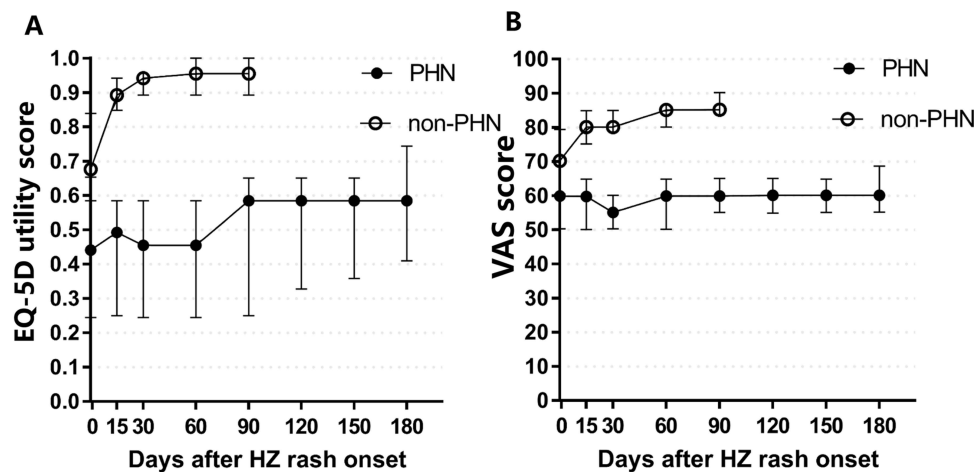 A
EQ-5D utility score
1.0
0.9
0.8
0.7
0.6
0.5
0.4
0.3
0.2
0.1
0.0
PHN
non-PHN
0 15 30 60 90 120 150 180
Days after HZ rash onset
B
VAS score
100
90
80
70
60
50
40
30
20
10
0
PHN
non-PHN
0 15 30 60 90 120 150 180
Days after HZ rash onset